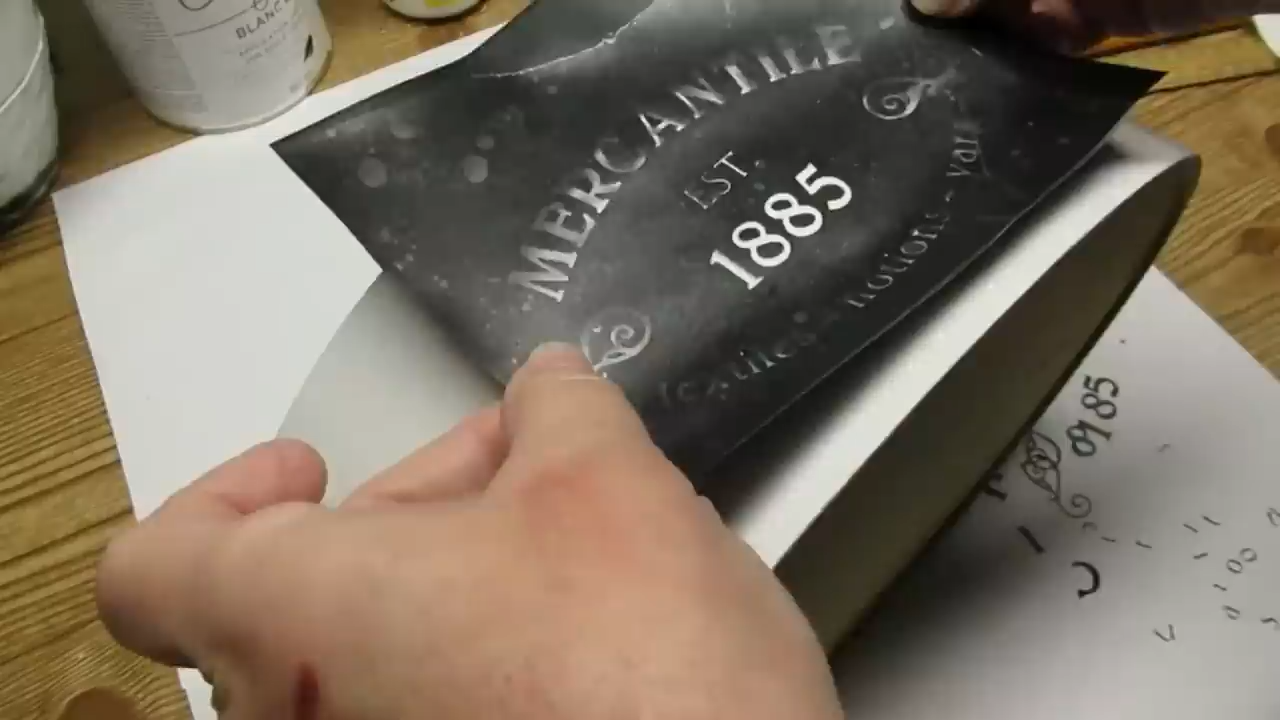 BLANC
MERCANTILE
EST.
1885
textiles - notions - var